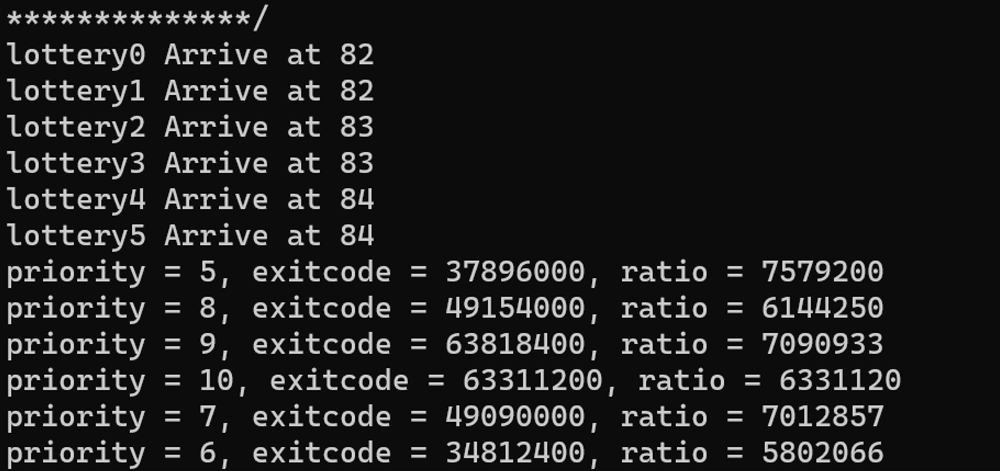 **************/
lottery0 Arrive at 82
lottery1 Arrive at 82
lottery2 Arrive at 83
lottery3 Arrive at 83
lottery4 Arrive at 84
lottery5 Arrive at 84
priority = 5, exitcode = 37896000, ratio = 7579200
priority = 8, exitcode = 49154000, ratio = 6144250
priority = 9, exitcode = 63818400, ratio = 7090933
priority = 10, exitcode = 63311200, ratio = 6331120
priority = 7, exitcode = 49090000, ratio = 7012857
priority = 6, exitcode = 34812400, ratio = 5802066